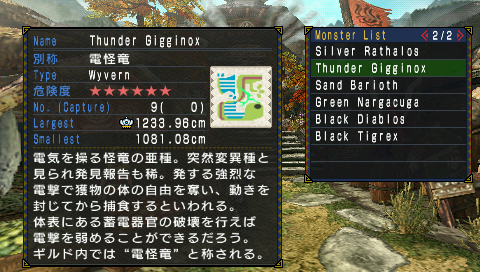 Name Thunder Gigginox
別称 電怪竜
Type Wyvern
危険度 ★★★★★★
No. (Capture) 9( 0)
Largest 1233.96cm
Smallest 1081.08cm
電気を操る怪竜の亜種。突然変異種と
見られ発見報告も稀。発する強烈な
電撃で獲物の体の自由を奪い、動きを
封じてから捕食するといわれる。
体表にある蓄電器官の破壊を行えば
電撃を弱めることができるだろう。
ギルド内では“電怪竜”と称される。
Monster List 2/2
Silver Rathalos
Thunder Gigginox
Sand Barioth
Green Nargacuga
Black Diablos
Black Tigrex